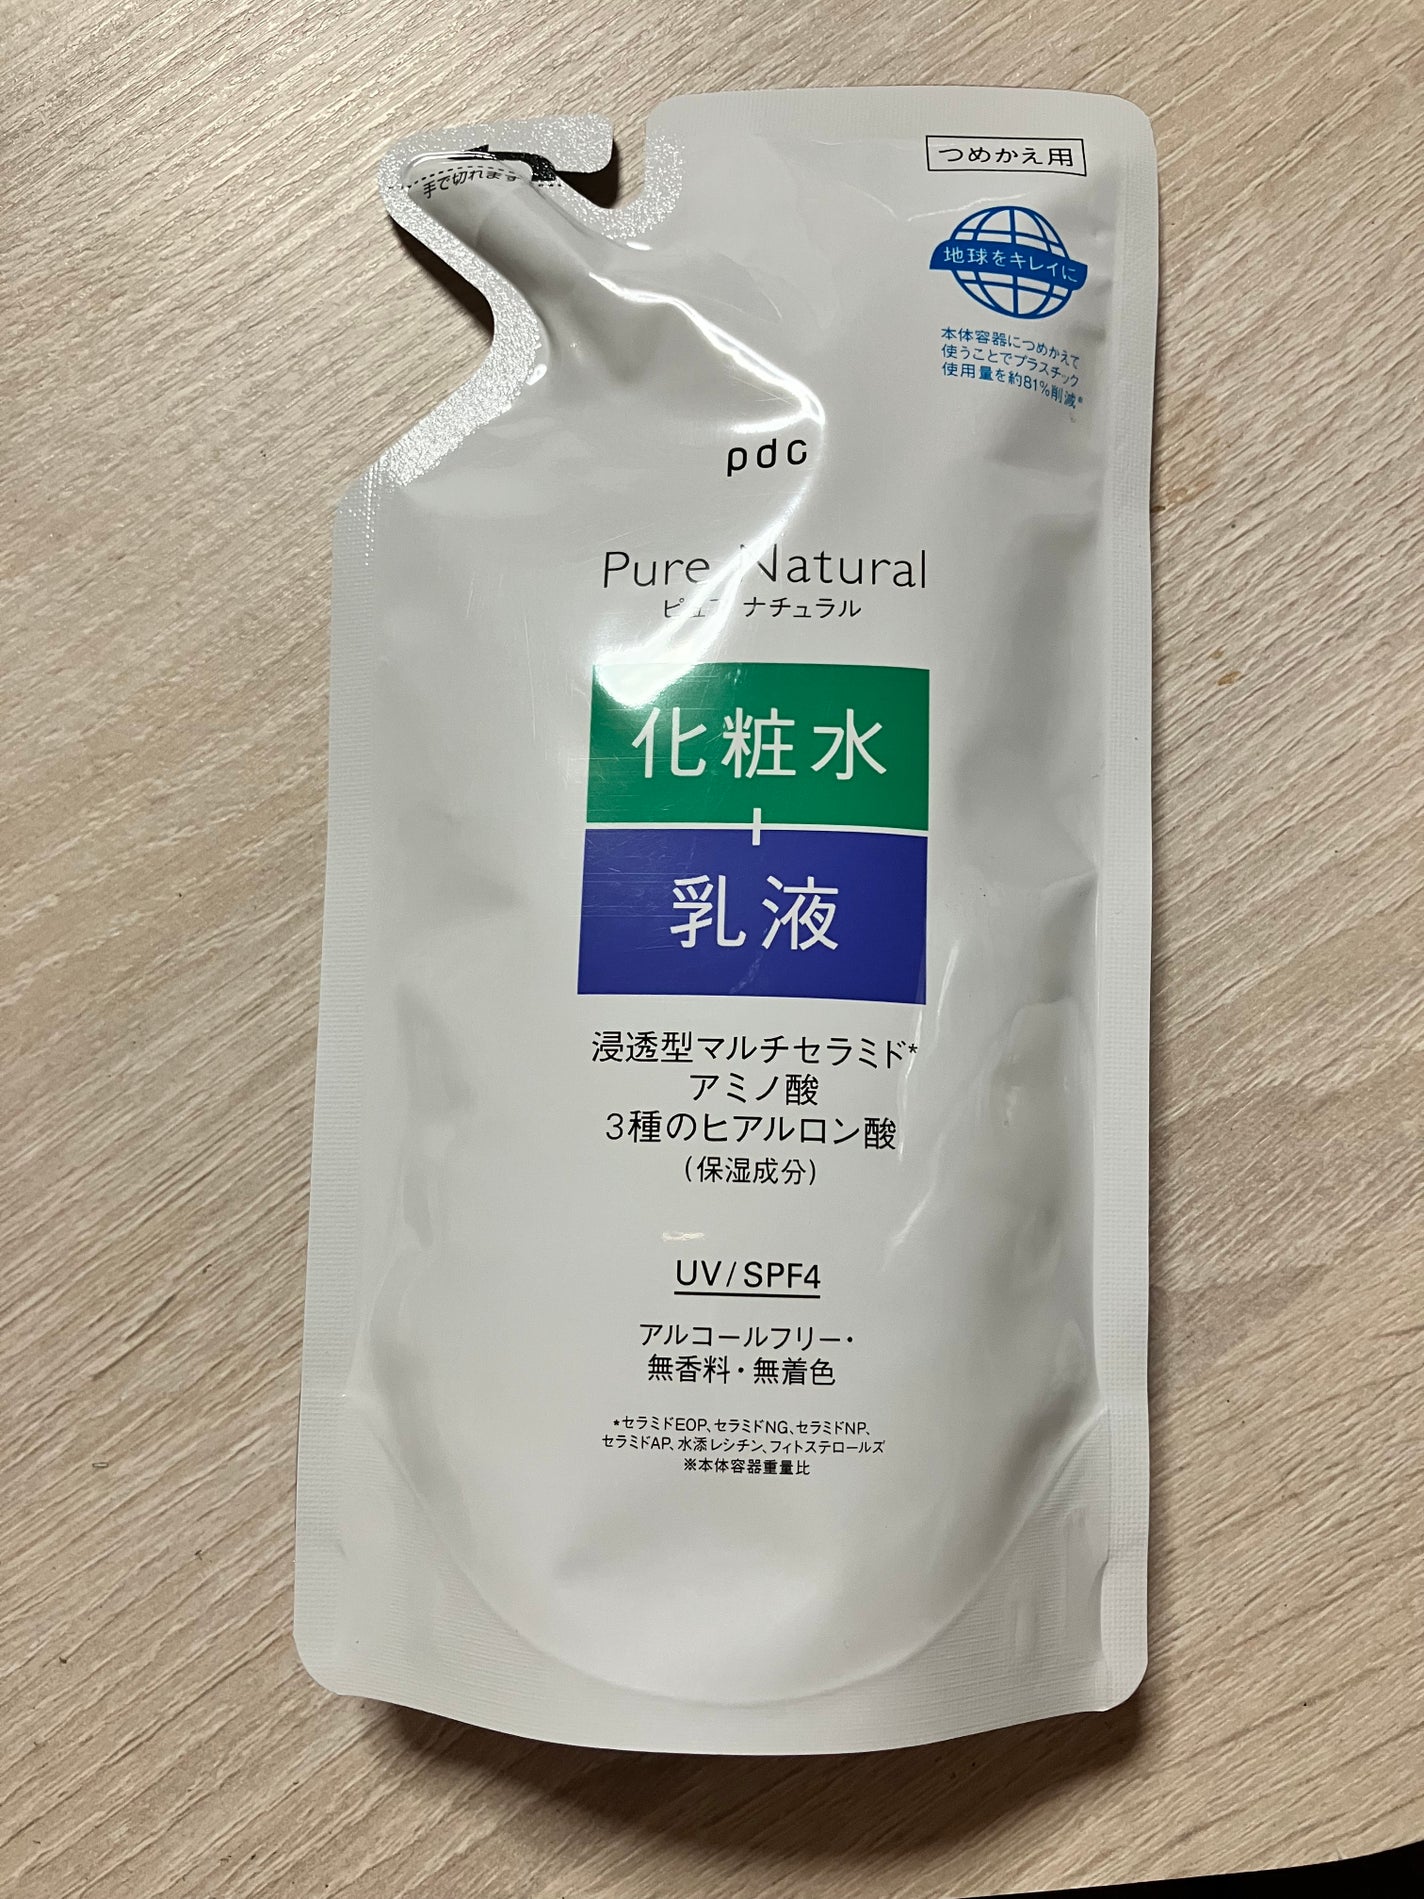 つめかえ用
手で切れます
地球をキレイに
本体容器につめかえて
使うことでプラスチック
使用量を約81%削減※
pdc
Pure Natural
ピュア ナチュラル
化粧水
+
乳液
浸透型マルチセラミド*
アミノ酸
3種のヒアルロン酸
(保湿成分)
UV/SPF4
アルコールフリー・
無香料・無着色
*セラミドEOP、セラミドNG、セラミドNP、
セラミドAP、水添レシチン、フィトステロールズ
※本体容器重量比